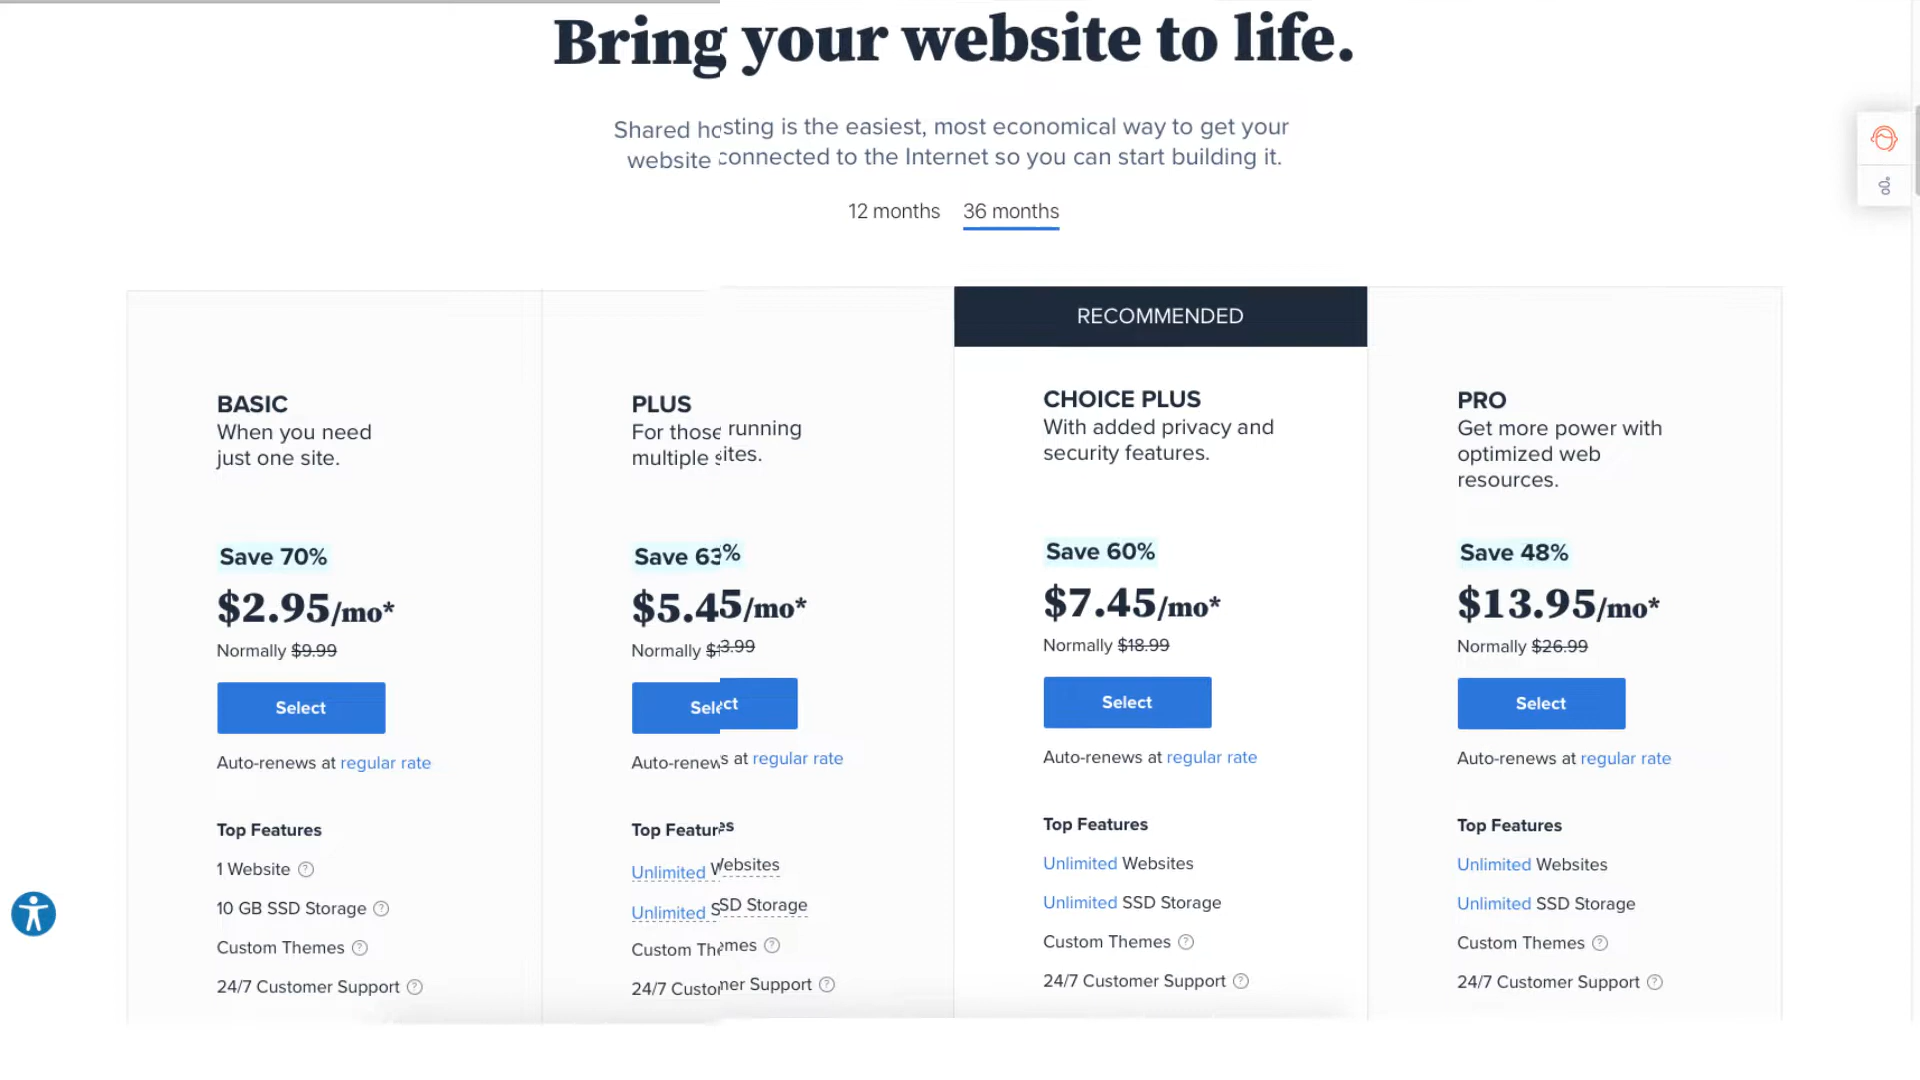 Bring your website to life.
Shared hosting is the easiest, most economical way to get your
website connected to the Internet so you can start building it.
12 months 36 months
BASIC
When you need
just one site.
Save 70%
$2.95/mo*
Normally $9.99
Select
Auto-renews at regular rate
Top Features
1 Website
10 GB SSD Storage
Custom Themes
24/7 Customer Support
PLUS
For those running
multiple sites.
Save 63%
$5.45/mo*
Normally $13.99
Select
Auto-renews at regular rate
Top Features
Unlimited Websites
Unlimited SSD Storage
Custom Themes
24/7 Customer Support
RECOMMENDED
CHOICE PLUS
With added privacy and
security features.
Save 60%
$7.45/mo*
Normally $18.99
Select
Auto-renews at regular rate
Top Features
Unlimited Websites
Unlimited SSD Storage
Custom Themes
24/7 Customer Support
PRO
Get more power with
optimized web
resources.
Save 48%
$13.95/mo*
Normally $26.99
Select
Auto-renews at regular rate
Top Features
Unlimited Websites
Unlimited SSD Storage
Custom Themes
24/7 Customer Support